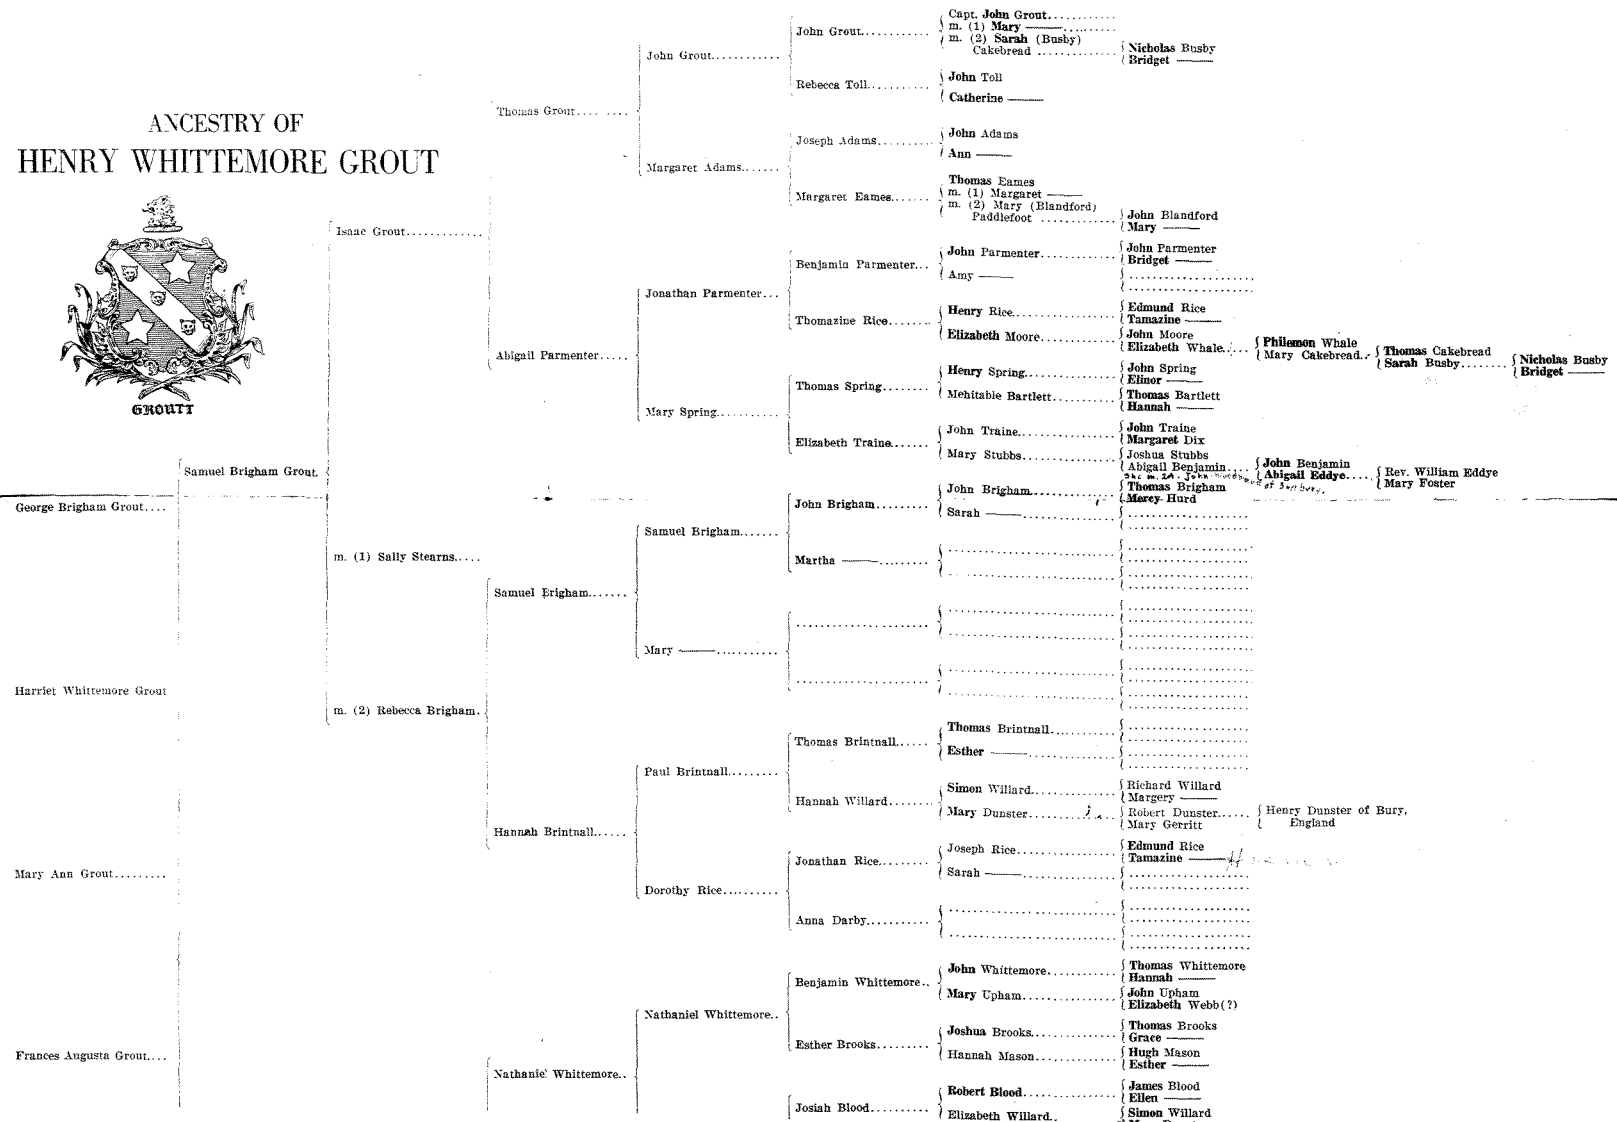 ANCESTRY OF
HENRY WHITTEMORE GROUT
GROUTT
George Brigham Grout....
Harriet Whittemore Grout
Mary Ann Grout.........
Frances Augusta Grout....
Samuel Brigham Grout.
Isaac Grout............
m. (1) Sally Stearns.....
m. (2) Rebecca Brigham.
Thomas Grout.... ....
Abigail Parmenter.....
Samuel Brigham.......
Hannah Brintnall......
Nathaniel Whittemore..
John Grout...........
Margaret Adams.......
Jonathan Parmenter...
Mary Spring..........
Samuel Brigham.......
Mary ——...........
Paul Brintnall.........
Dorothy Rice..........
Nathaniel Whittemore..
John Grout...........
Rebecca Toll..........
Joseph Adams.........
Margaret Eames.......
Benjamin Parmenter...
Thomazine Rice.......
Thomas Spring........
Elizabeth Traine.......
John Brigham.........
Martha ——.........
Thomas Brintnall......
Hannah Willard.......
Jonathan Rice.........
Anna Darby...........
Benjamin Whittemore..
Esther Brooks.........
Josiah Blood..........
Capt. John Grout............
m. (1) Mary ——.........
m. (2) Sarah (Busby)
Cakebread .............
John Toll
Catherine ——
John Adams
Ann ——
Thomas Eames
m. (1) Margaret ——
m. (2) Mary (Blandford)
Paddlefoot .............
John Parmenter.............
Amy ——
Henry Rice..................
Elizabeth Moore.............
Henry Spring................
Mehitable Bartlett...........
John Traine.................
Mary Stubbs.................
John Brigham...............
Sarah ——................
Thomas Brintnall............
Esther ——...............
Simon Willard...............
Mary Dunster...............
Joseph Rice.................
Sarah ——................
John Whittemore............
Mary Upham................
Joshua Brooks...............
Hannah Mason..............
Robert Blood................
Elizabeth Willard..
Nicholas Busby
Bridget ——
John Blandford
Mary ——
John Parmenter
Bridget ——
Edmund Rice
Tamazine ——
John Moore
Elizabeth Whale.....
John Spring
Elinor ——
Thomas Bartlett
Hannah ——
John Traine
Margaret Dix
Joshua Stubbs
Abigail Benjamin....
She m. 2d. John of Sunbury.
Thomas Brigham
Mercy Hurd
Richard Willard
Margery ——
Robert Dunster......
Mary Gerritt
Edmund Rice
Tamazine ——
Thomas Whittemore
Hannah ——
John Upham
Elizabeth Webb(?)
Thomas Brooks
Grace ——
Hugh Mason
Esther ——
James Blood
Ellen ——
Simon Willard
Philemon Whale
Mary Cakebread..
John Benjamin
Abigail Eddye....
Henry Dunster of Bury,
England
Thomas Cakebread
Sarah Busby........
Rev. William Eddye
Mary Foster
Nicholas Busby
Bridget ——